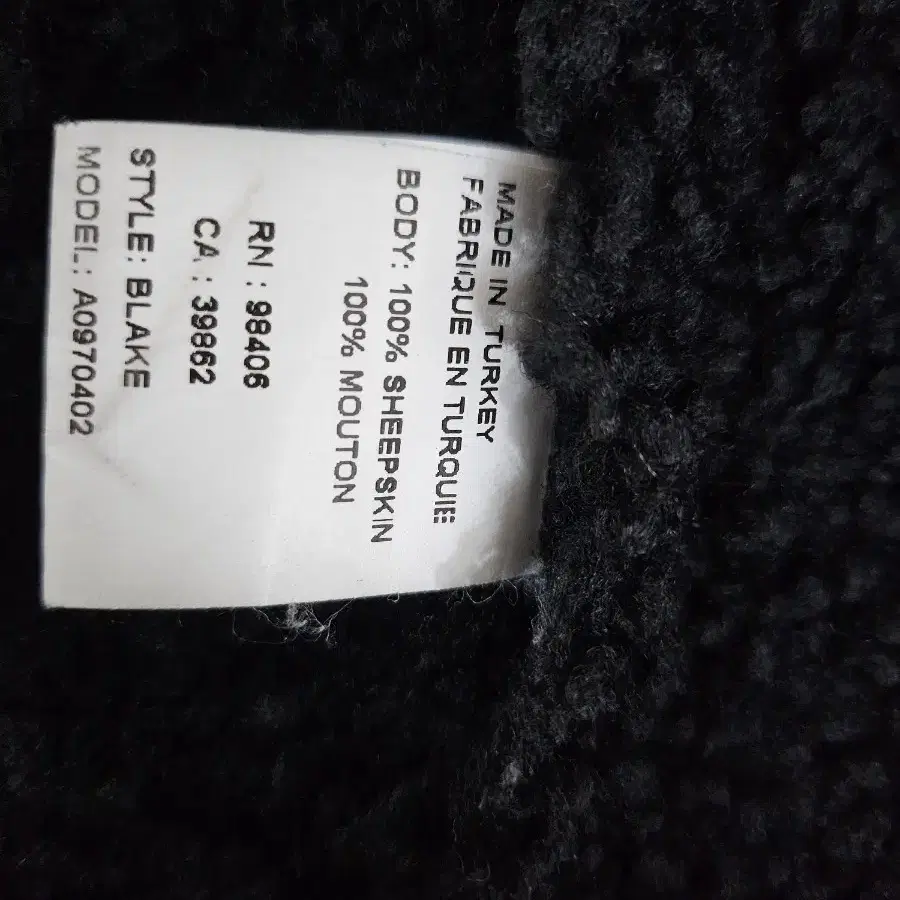 MADE IN TURKEY
FABRIQUE EN TURQUIE
BODY: 100% SHEEPSKIN
100% MOUTON
RN : 98406
CA : 39862
STYLE: BLAKE
MODEL: A0970402